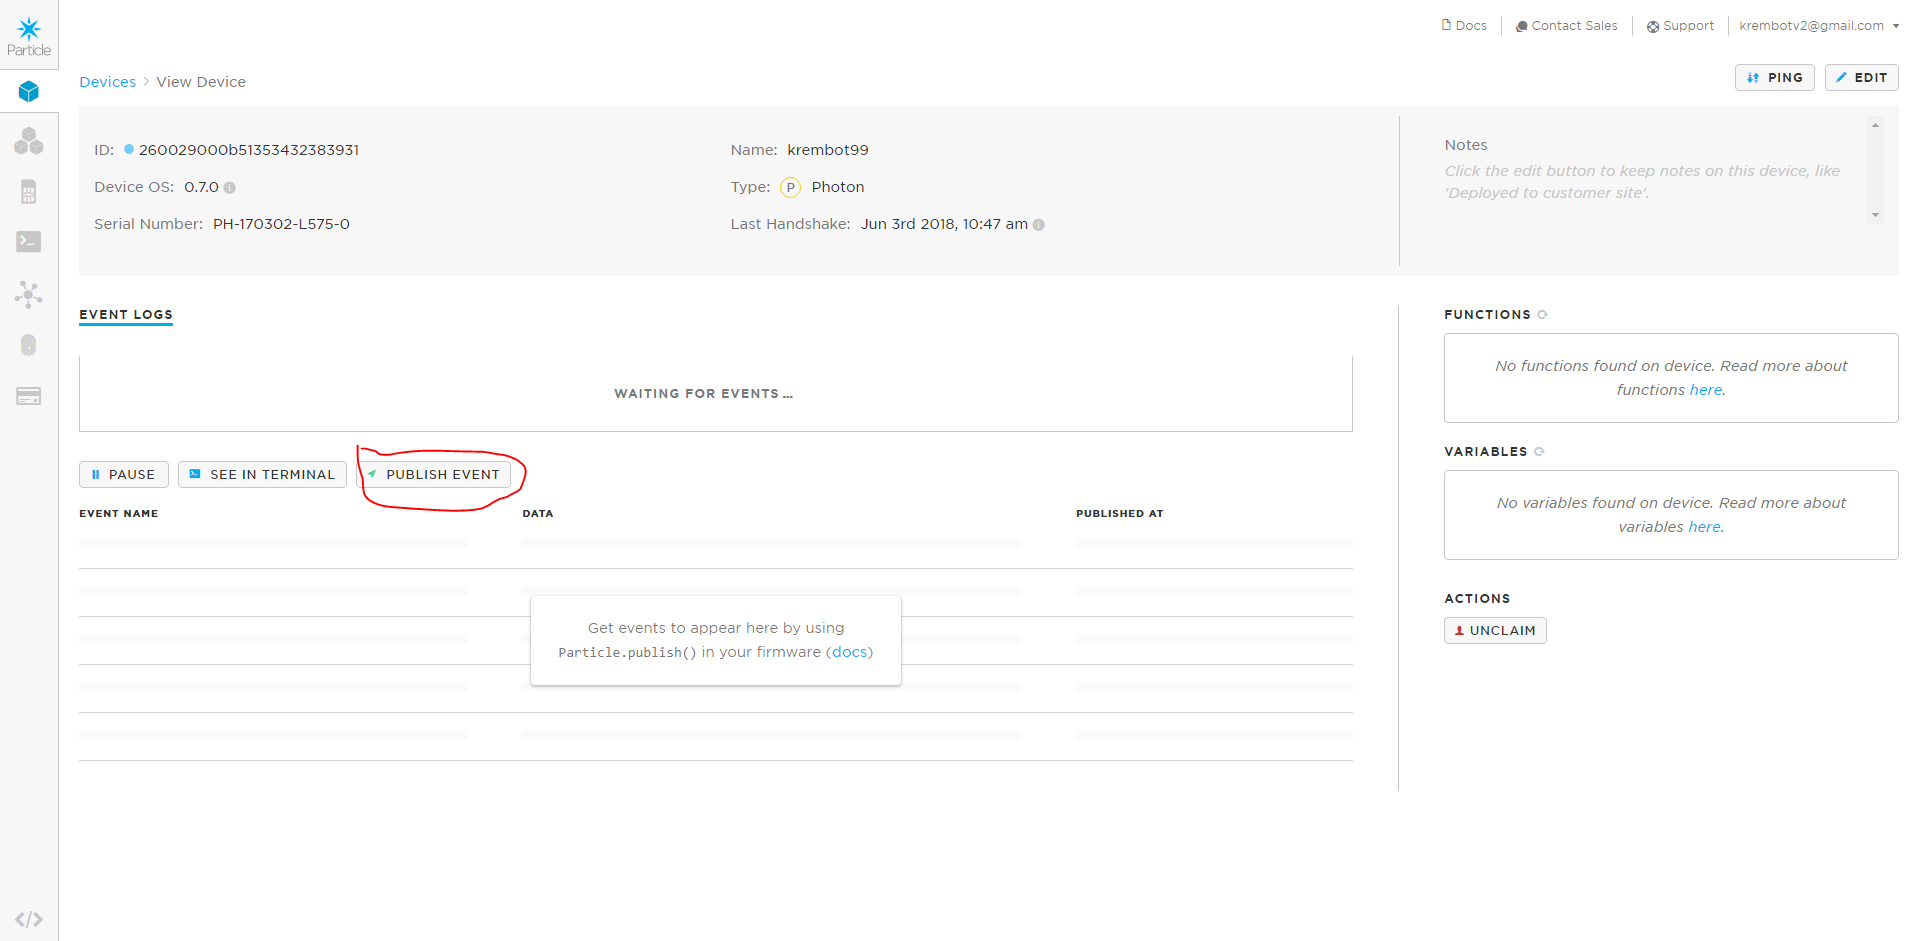 Particle
Docs
Contact Sales
Support
krembotv2@gmail.com
Devices > View Device
PING
EDIT
ID: 260029000b51353432383931
Device OS: 0.7.0
Serial Number: PH-170302-L575-0
Name: krembot99
Type: P Photon
Last Handshake: Jun 3rd 2018, 10:47 am
Notes
Click the edit button to keep notes on this device, like
'Deployed to customer site'.
EVENT LOGS
WAITING FOR EVENTS ...
PAUSE
SEE IN TERMINAL
PUBLISH EVENT
EVENT NAME
DATA
PUBLISHED AT
Get events to appear here by using
Particle.publish() in your firmware (docs)
FUNCTIONS
No functions found on device. Read more about
functions here.
VARIABLES
No variables found on device. Read more about
variables here.
ACTIONS
UNCLAIM